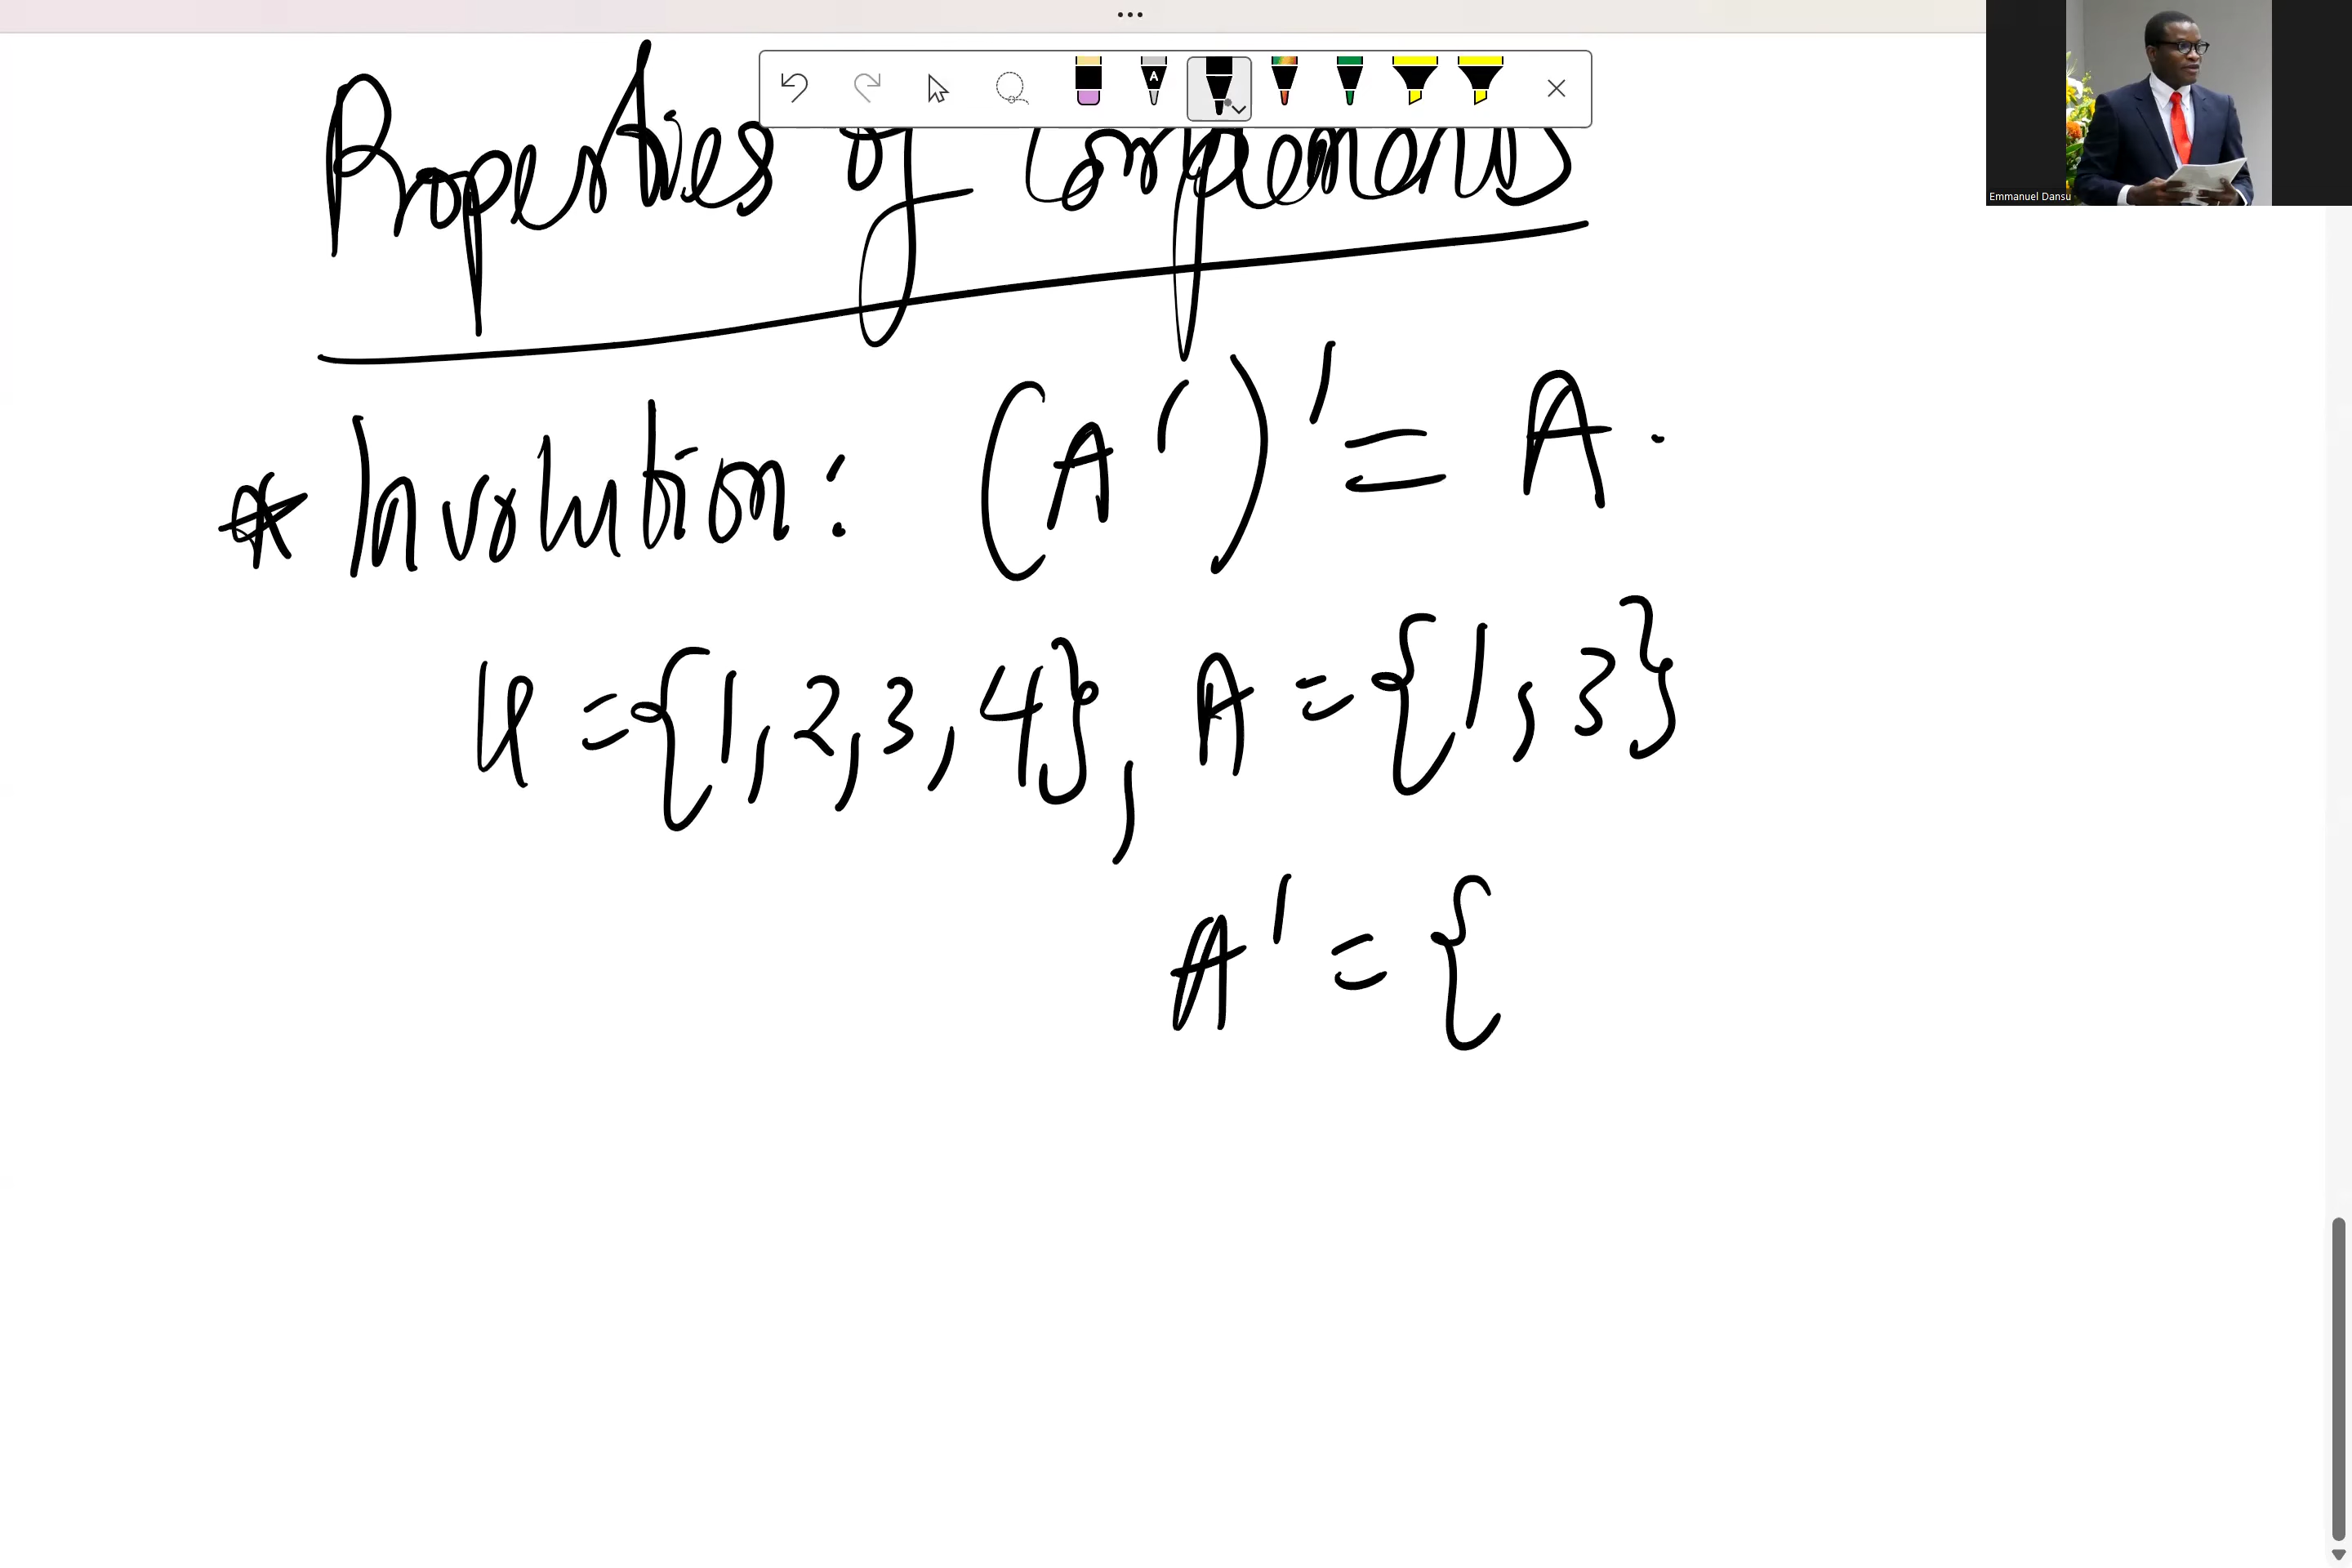 Properties of Complements
Emmanuel Dansu
* Involution: (A')' = A.
U = {1, 2, 3, 4}, A = {1, 3}
A' = {